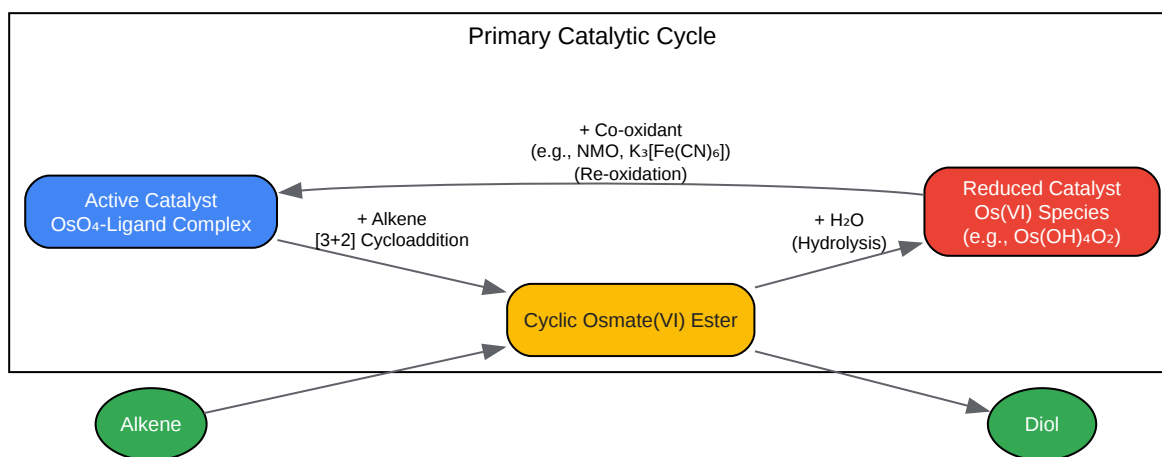 Primary Catalytic Cycle
+ Co-oxidant
(e.g., NMO, K₃[Fe(CN)₆])
(Re-oxidation)
Active Catalyst
OsO₄-Ligand Complex
+ Alkene
[3+2] Cycloaddition
+ H₂O
(Hydrolysis)
Reduced Catalyst
Os(VI) Species
(e.g., Os(OH)₄O₂)
Cyclic Osmate(VI) Ester
Alkene
Diol